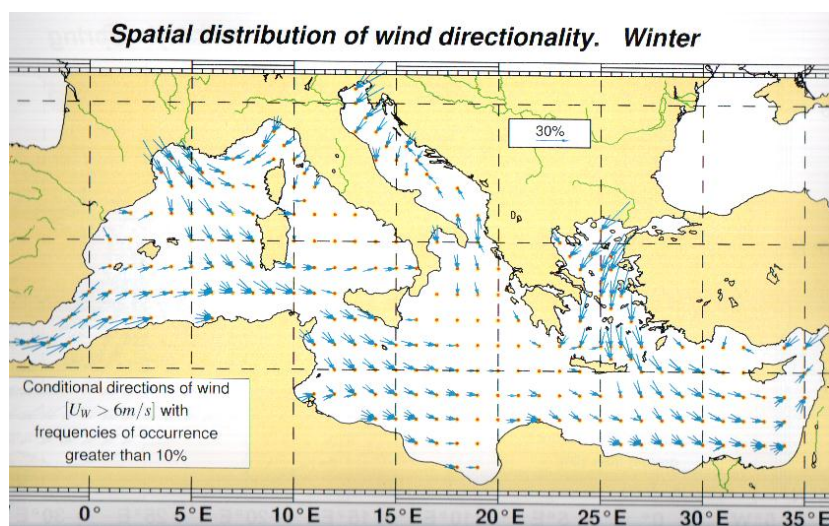 Spatial distribution of wind directionality. Winter
30%
Conditional directions of wind
[U_W > 6m/s] with
frequencies of occurrence
greater than 10%
0° 5° E 10° E 15° E 20° E 25° E 30° E 35° E